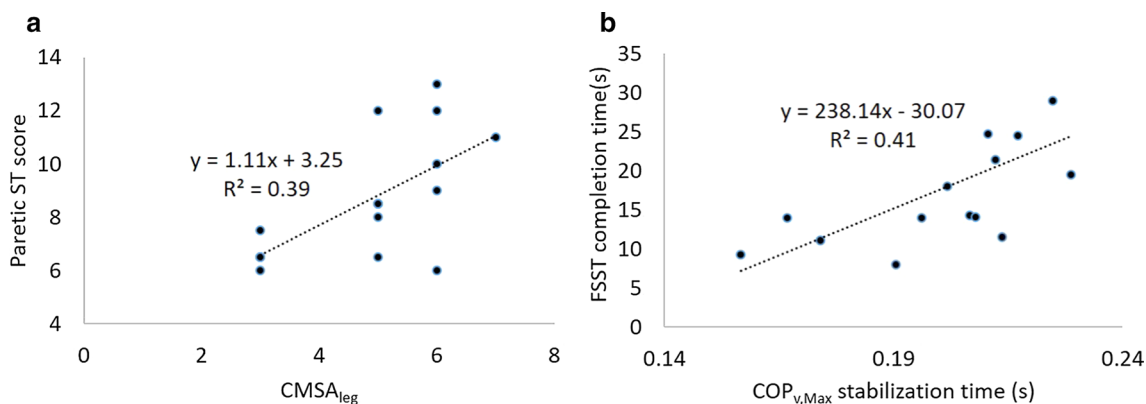 a
14
12
10
8
6
4
Paretic ST score
y = 1.11x + 3.25
R² = 0.39
0
2
4
6
8
CMSA_leg
b
35
30
25
20
15
10
5
0
FSST completion time(s)
y = 238.14x - 30.07
R² = 0.41
0.14
0.19
0.24
COP_v,Max stabilization time (s)